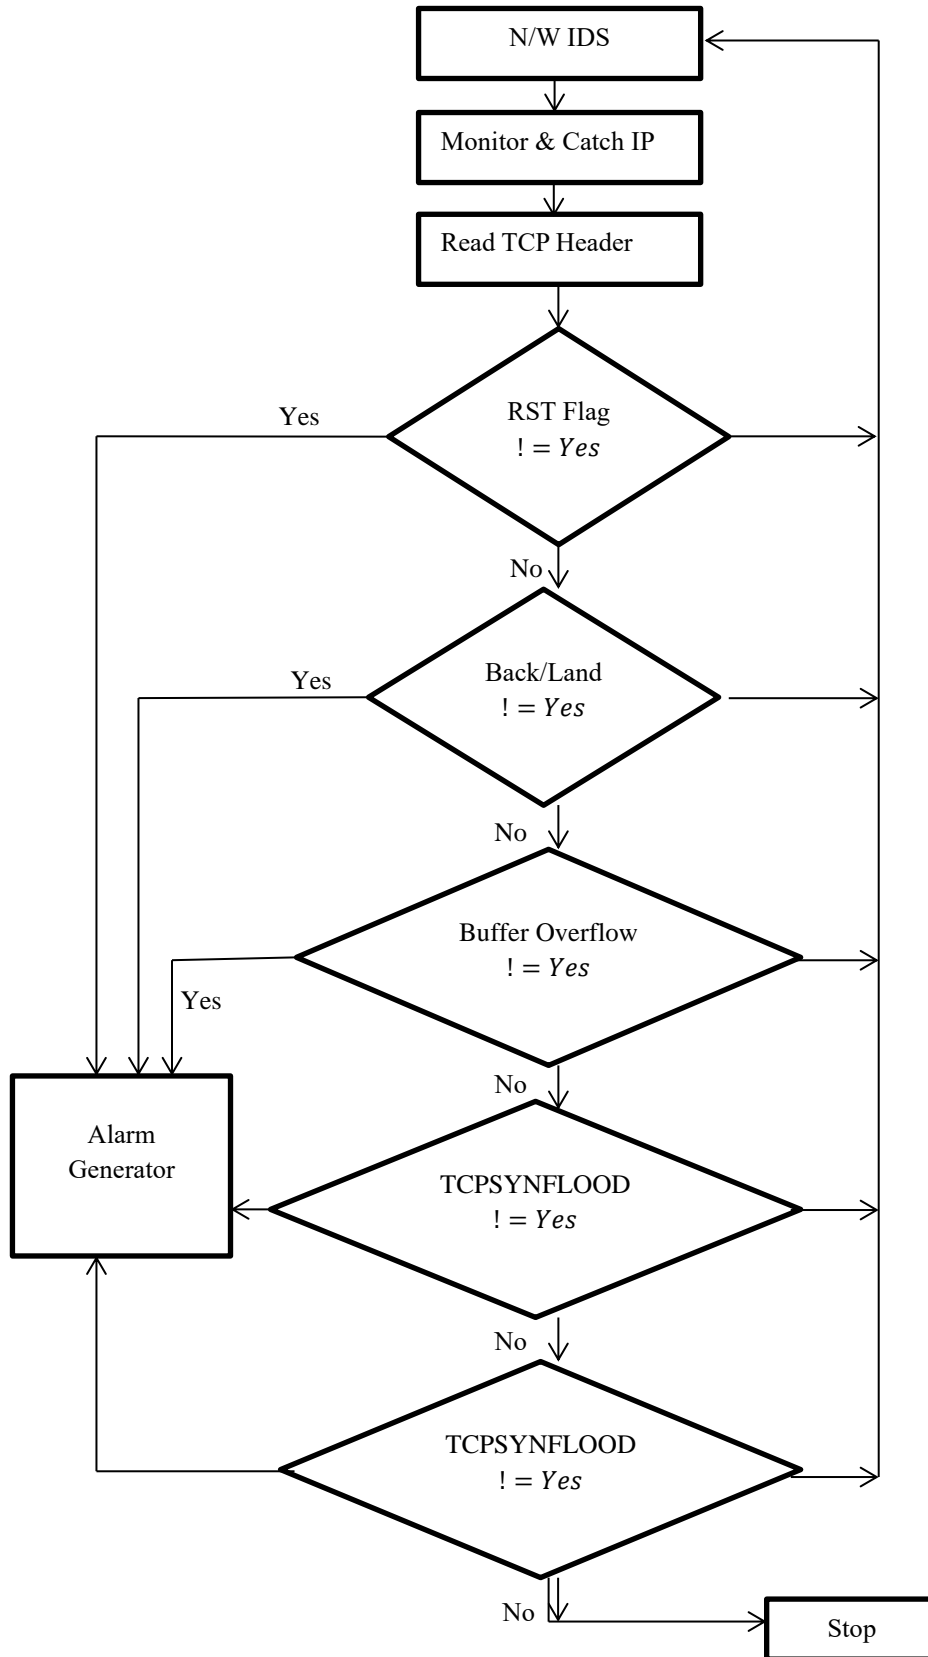 N/W IDS
Monitor & Catch IP
Read TCP Header
RST Flag
! = Yes
Yes
No
Back/Land
! = Yes
Yes
No
Buffer Overflow
! = Yes
Yes
No
Alarm
Generator
TCPSYNFLOOD
! = Yes
No
TCPSYNFLOOD
! = Yes
No
Stop